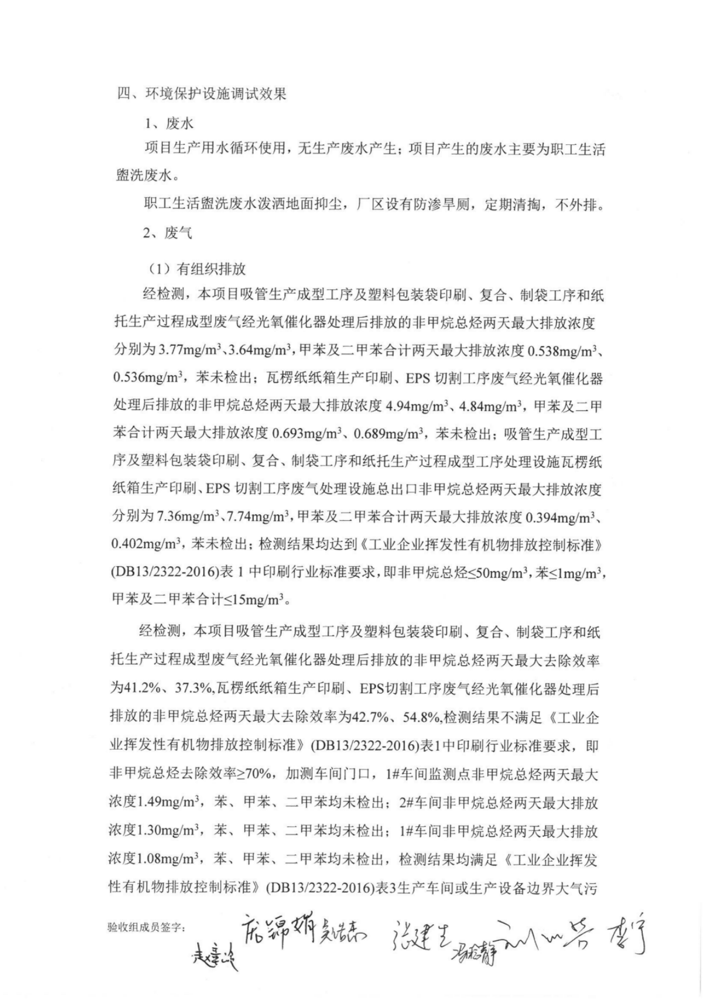 四、环境保护设施调试效果
1、废水
项目生产用水循环使用，无生产废水产生；项目产生的废水主要为职工生活
盥洗废水。
职工生活盥洗废水泼洒地面抑尘，厂区设有防渗旱厕，定期清掏，不外排。
2、废气
（1）有组织排放
经检测，本项目吸管生产成型工序及塑料包装袋印刷、复合、制袋工序和纸
托生产过程成型废气经光氧催化器处理后排放的非甲烷总烃两天最大排放浓度
分别为 3.77mg/m³、3.64mg/m³，甲苯及二甲苯合计两天最大排放浓度 0.538mg/m³、
0.536mg/m³，苯未检出；瓦楞纸纸箱生产印刷、EPS 切割工序废气经光氧催化器
处理后排放的非甲烷总烃两天最大排放浓度 4.94mg/m³、4.84mg/m³，甲苯及二甲
苯合计两天最大排放浓度 0.693mg/m³、0.689mg/m³，苯未检出；吸管生产成型工
序及塑料包装袋印刷、复合、制袋工序和纸托生产过程成型工序处理设施瓦楞纸
纸箱生产印刷、EPS 切割工序废气处理设施总出口非甲烷总烃两天最大排放浓度
分别为 7.36mg/m³、7.74mg/m³，甲苯及二甲苯合计两天最大排放浓度 0.394mg/m³、
0.402mg/m³，苯未检出；检测结果均达到《工业企业挥发性有机物排放控制标准》
(DB13/2322-2016)表 1 中印刷行业标准要求，即非甲烷总烃≤50mg/m³，苯≤1mg/m³，
甲苯及二甲苯合计≤15mg/m³。
经检测，本项目吸管生产成型工序及塑料包装袋印刷、复合、制袋工序和纸
托生产过程成型废气经光氧催化器处理后排放的非甲烷总烃两天最大去除效率
为41.2%、37.3%,瓦楞纸纸箱生产印刷、EPS切割工序废气经光氧催化器处理后
排放的非甲烷总烃两天最大去除效率为42.7%、54.8%,检测结果不满足《工业企
业挥发性有机物排放控制标准》(DB13/2322-2016)表1中印刷行业标准要求，即
非甲烷总烃去除效率≥70%，加测车间门口，1#车间监测点非甲烷总烃两天最大
浓度1.49mg/m³，苯、甲苯、二甲苯均未检出；2#车间非甲烷总烃两天最大排放
浓度1.30mg/m³，苯、甲苯、二甲苯均未检出；1#车间非甲烷总烃两天最大排放
浓度1.08mg/m³，苯、甲苯、二甲苯均未检出，检测结果均满足《工业企业挥发
性有机物排放控制标准》(DB13/2322-2016)表3生产车间或生产设备边界大气污
验收组成员签字：
张建生
李宇